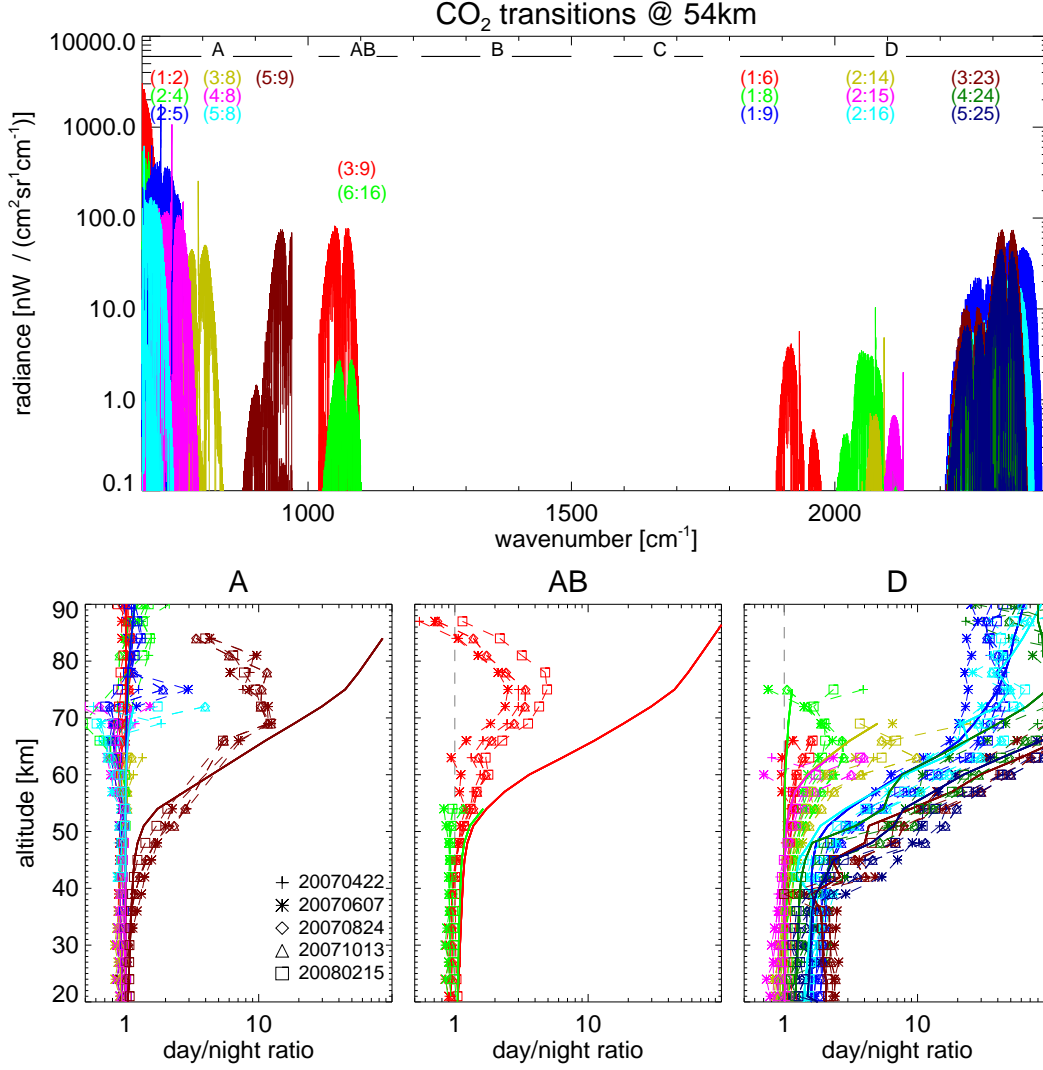 CO2 transitions @ 54km
10000.0
1000.0
100.0
10.0
1.0
0.1
radiance [nW / (cm2sr1cm-1)]
A AB B C D
(1:2) (3:8) (5:9) (1:6) (2:14) (3:23)
(2:4) (4:8) (1:8) (2:15) (4:24)
(2:5) (5:8) (1:9) (2:16) (5:25)
(3:9)
(6:16)
1000 1500 2000
wavenumber [cm-1]
A AB D
90
80
70
60
50
40
30
20
altitude [km]
20070422
20070607
20070824
20071013
20080215
1 10 1 10 1 10
day/night ratio day/night ratio day/night ratio